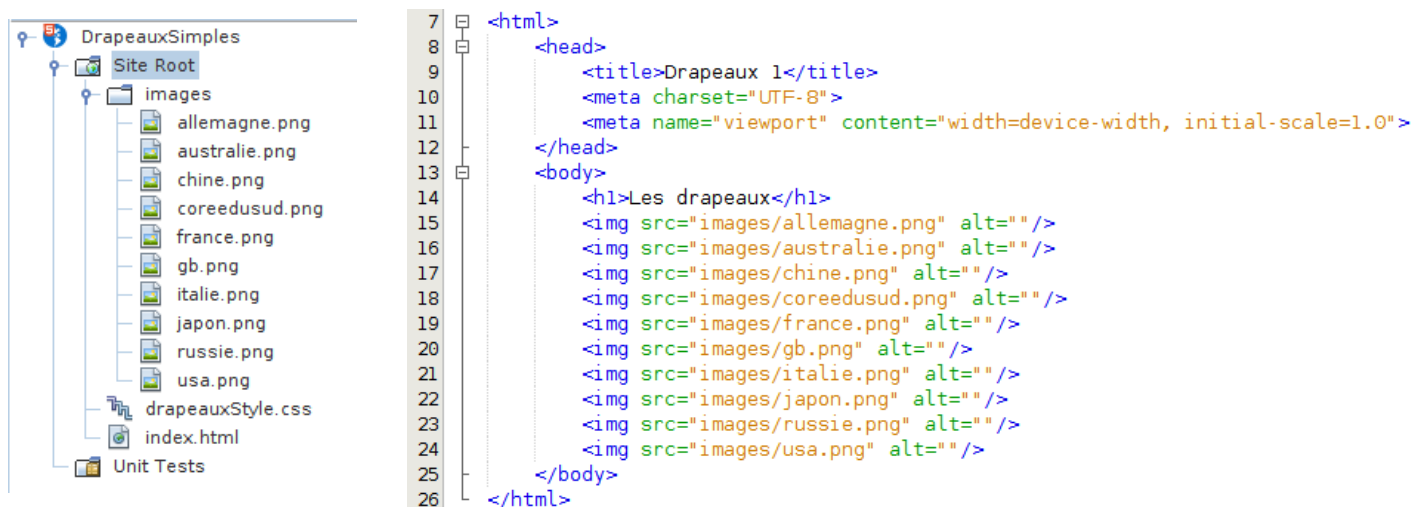 DrapeauxSimples
Site Root
images
allemagne.png
australie.png
chine.png
coreedusud.png
france.png
gb.png
italie.png
japon.png
russie.png
usa.png
drapeauxStyle.css
index.html
Unit Tests
7 <html>
8 <head>
9 <title>Drapeaux 1</title>
10 <meta charset="UTF-8">
11 <meta name="viewport" content="width=device-width, initial-scale=1.0">
12 </head>
13 <body>
14 <h1>Les drapeaux</h1>
15 <img src="images/allemagne.png" alt=""/>
16 <img src="images/australie.png" alt=""/>
17 <img src="images/chine.png" alt=""/>
18 <img src="images/coreedusud.png" alt=""/>
19 <img src="images/france.png" alt=""/>
20 <img src="images/gb.png" alt=""/>
21 <img src="images/italie.png" alt=""/>
22 <img src="images/japon.png" alt=""/>
23 <img src="images/russie.png" alt=""/>
24 <img src="images/usa.png" alt=""/>
25 </body>
26 </html>